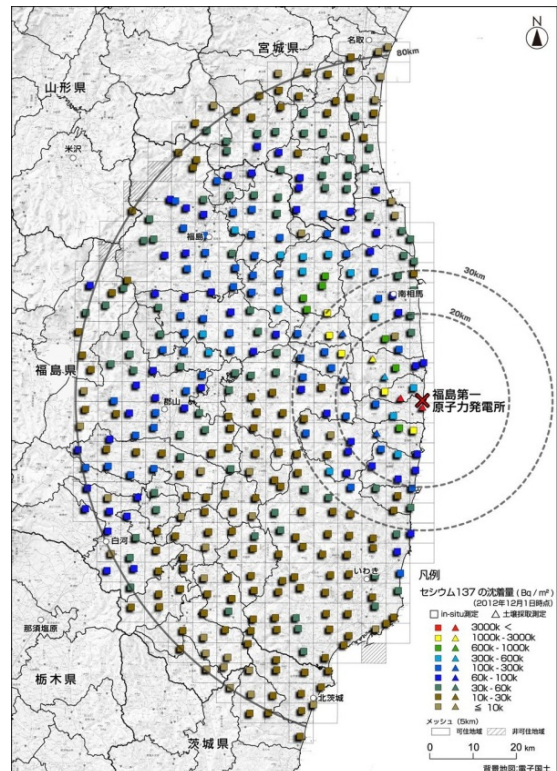 N
名取
宮城県
80km
山形県
米沢
福島
30km
南相馬
20km
福島県
郡山
福島第一
原子力発電所
白河
いわき
那須塩原
栃木県
北茨城
茨城県
凡例
セシウム137の沈着量(Bq/m²)
(2012年12月1日時点)
in-situ測定 土壌採取測定
3000k <
1000k - 3000k
600k - 1000k
300k - 600k
100k - 300k
60k - 100k
30k - 60k
10k - 30k
≦ 10k
メッシュ(5km)
可住地域 非可住地域
0 10 20
km
背景地図:電子国土